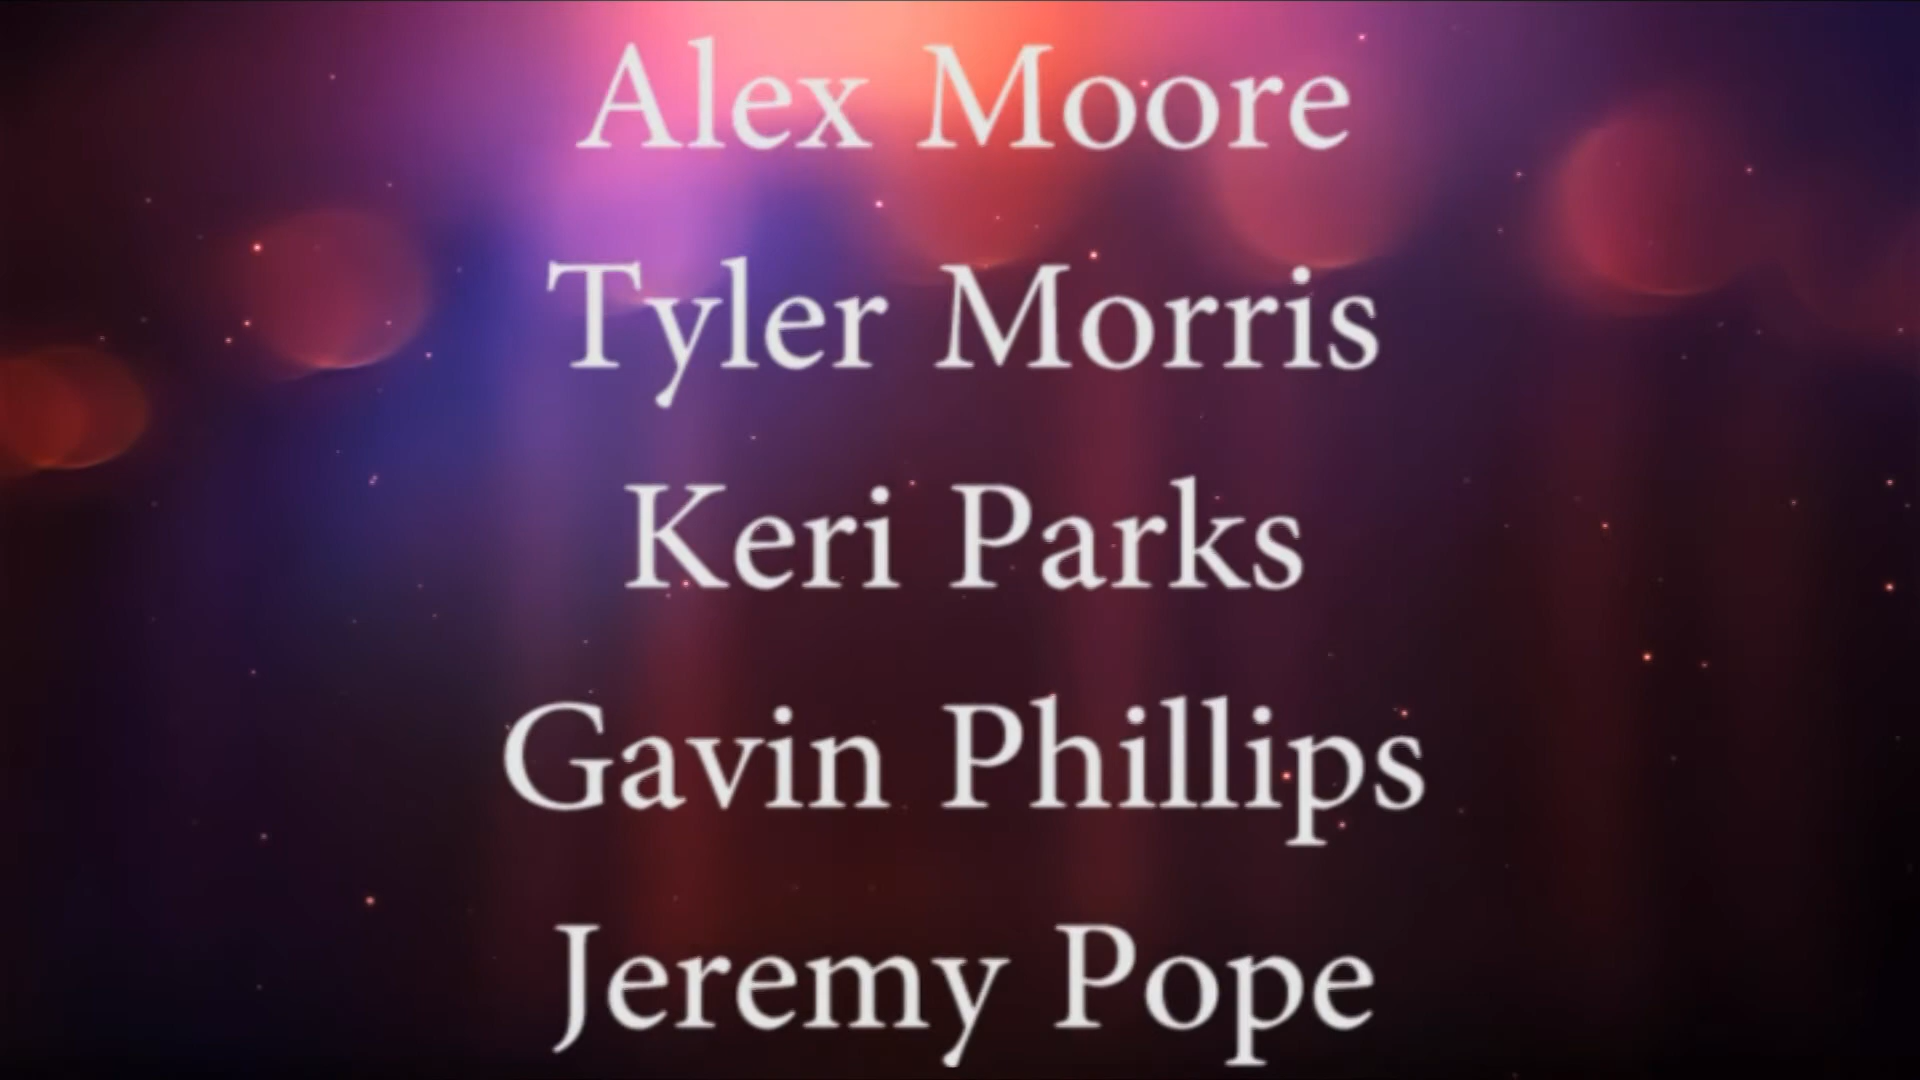 Alex Moore
Tyler Morris
Keri Parks
Gavin Phillips
Jeremy Pope